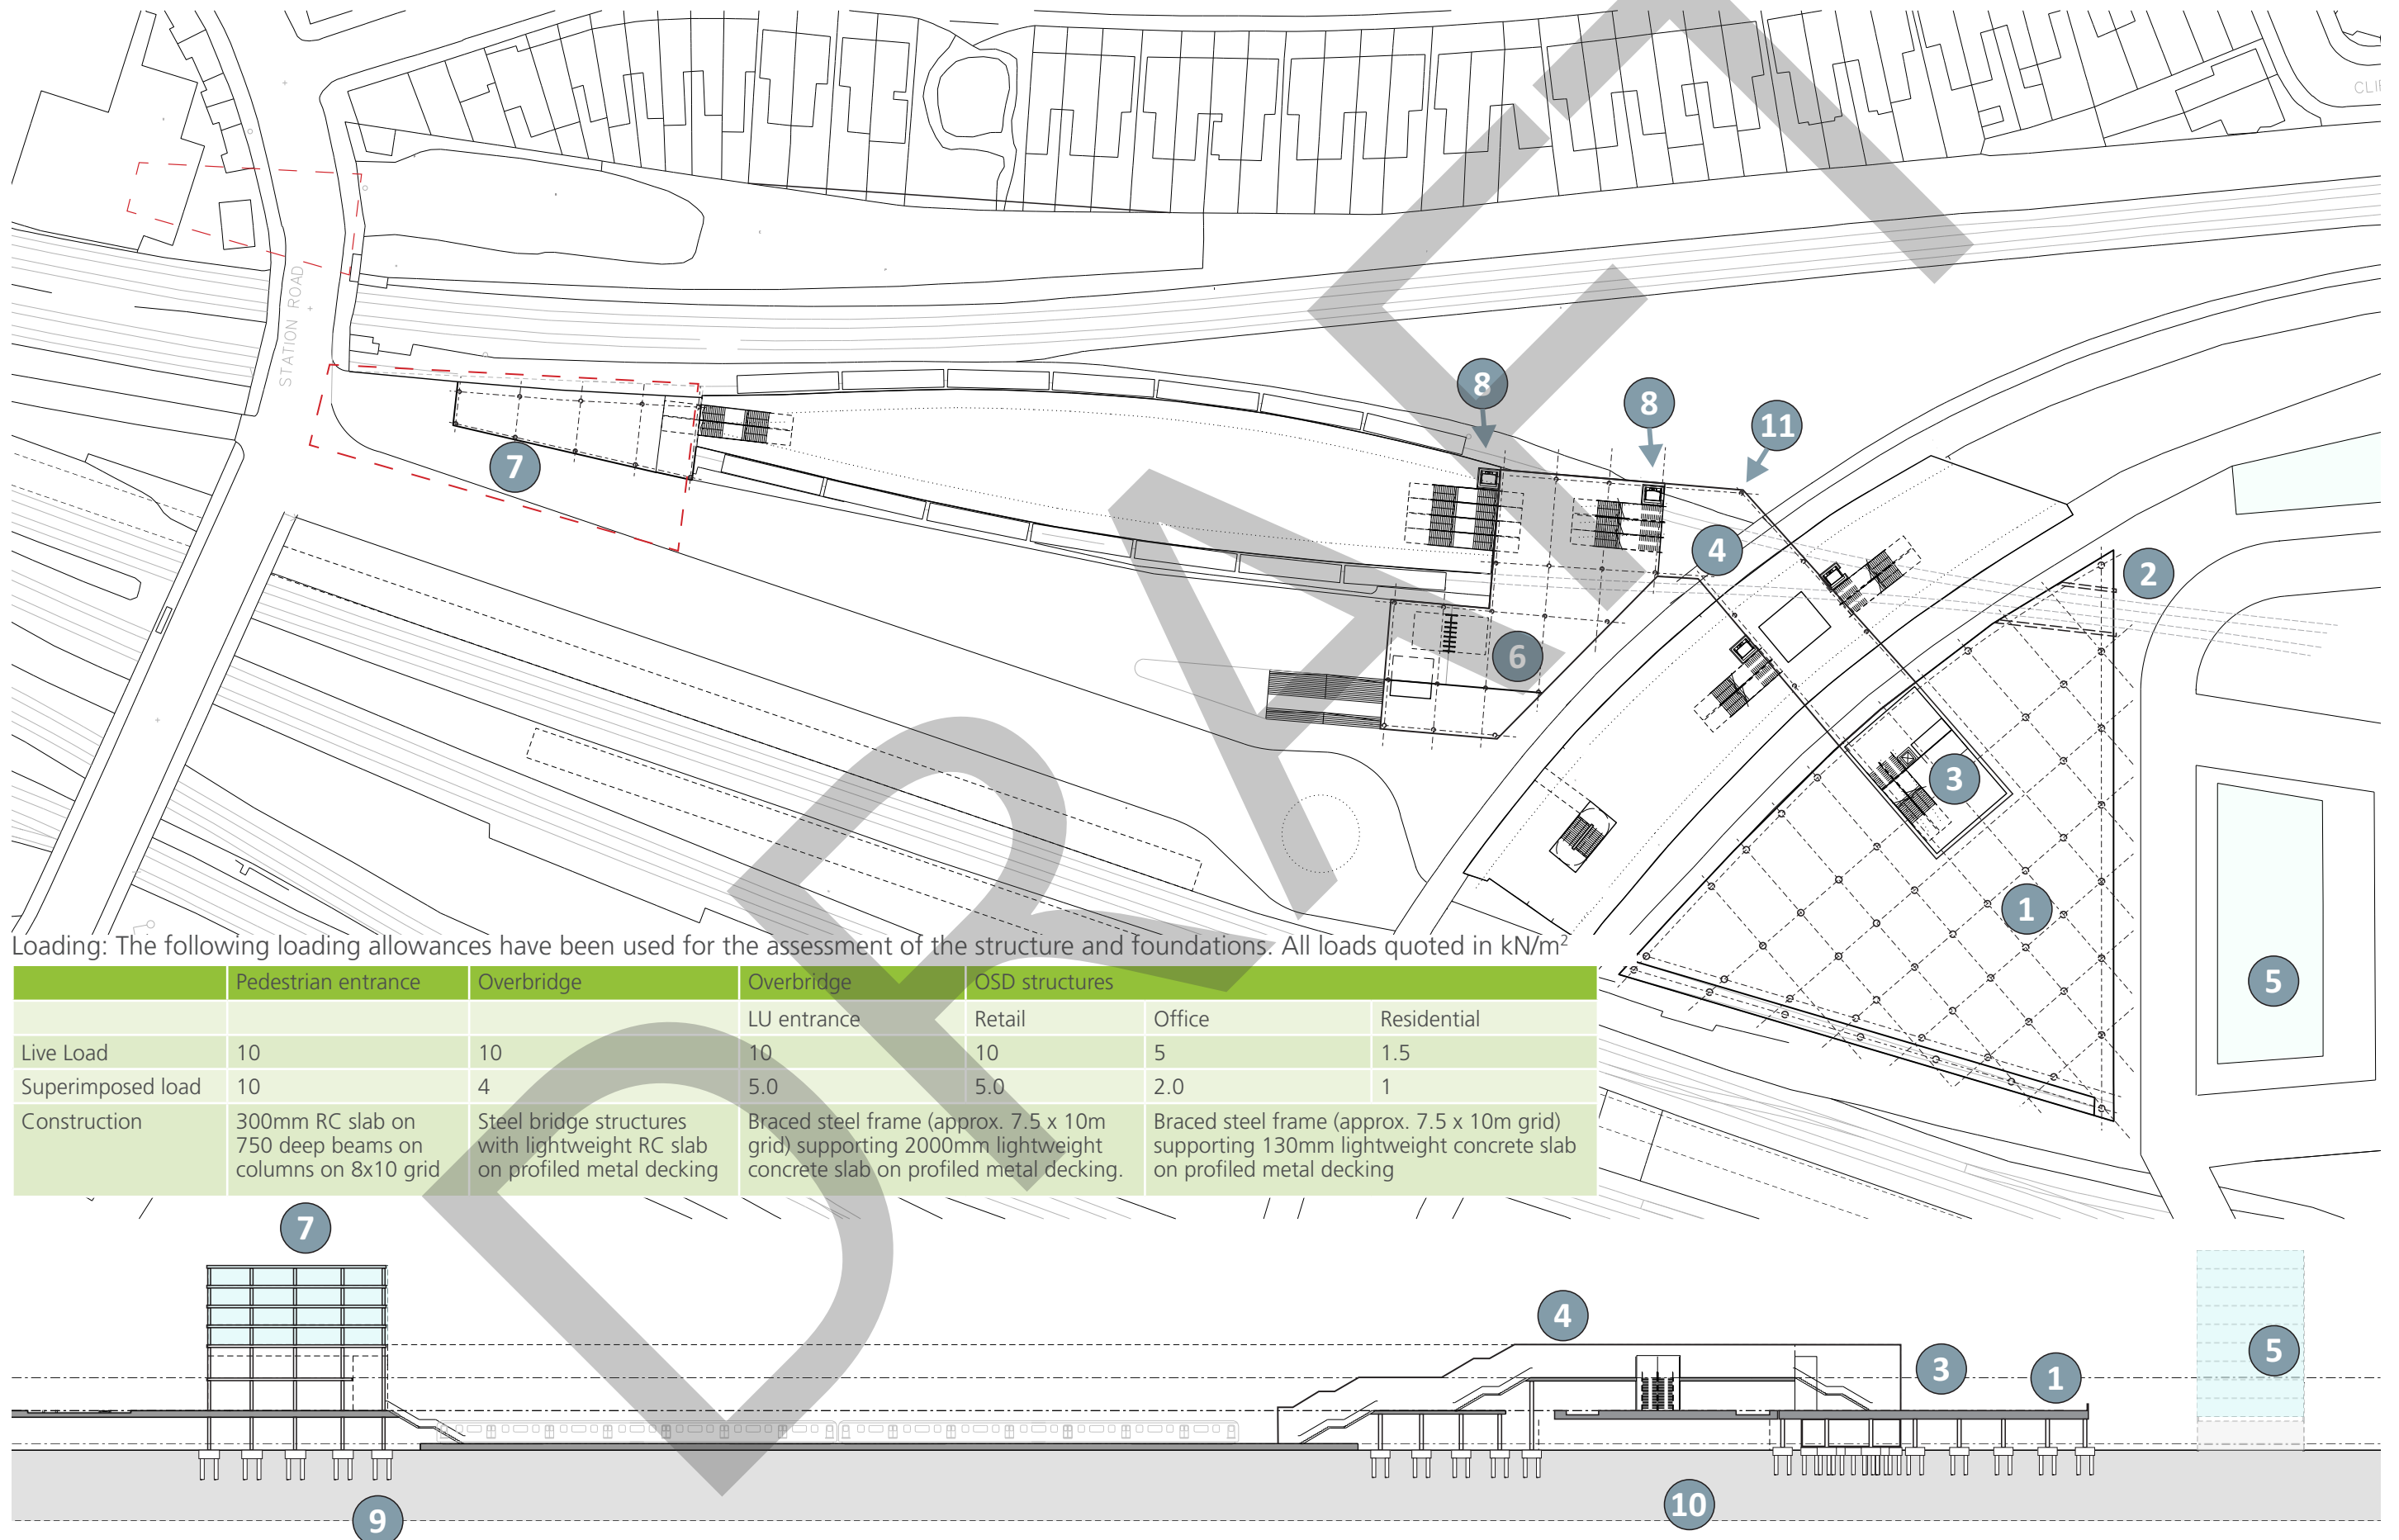 CLI
STATION ROAD
8
8
11
7
4
2
6
3
1
5
Loading: The following loading allowances have been used for the assessment of the structure and foundations. All loads quoted in kN/m²
Pedestrian entrance Overbridge Overbridge OSD structures
LU entrance Retail Office Residential
Live Load 10 10 10 10 5 1.5
Superimposed load 10 4 5.0 5.0 2.0 1
Construction 300mm RC slab on Steel bridge structures Braced steel frame (approx. 7.5 x 10m Braced steel frame (approx. 7.5 x 10m grid)
750 deep beams on with lightweight RC slab grid) supporting 2000mm lightweight supporting 130mm lightweight concrete slab
columns on 8x10 grid on profiled metal decking concrete slab on profiled metal decking. on profiled metal decking
7
4
3
1
5
9
10
DRAFT